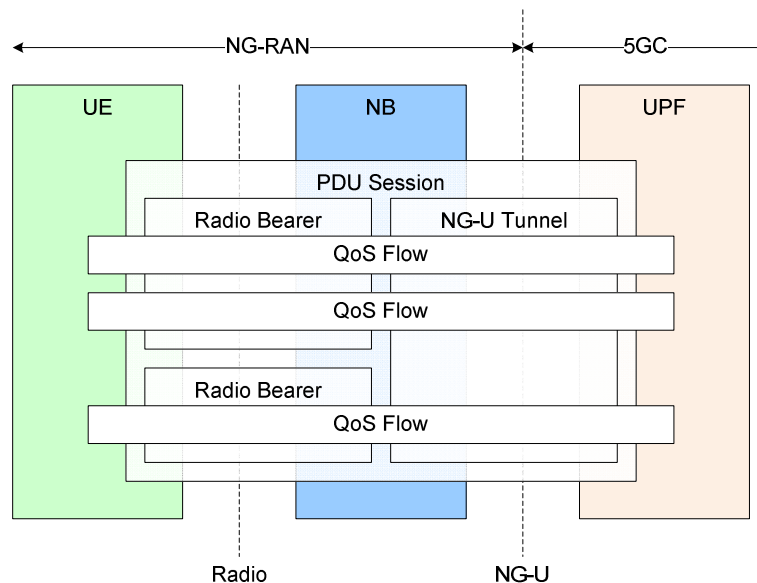 NG-RAN
5GC
UE
NB
UPF
PDU Session
Radio Bearer
NG-U Tunnel
QoS Flow
QoS Flow
Radio Bearer
QoS Flow
Radio
NG-U